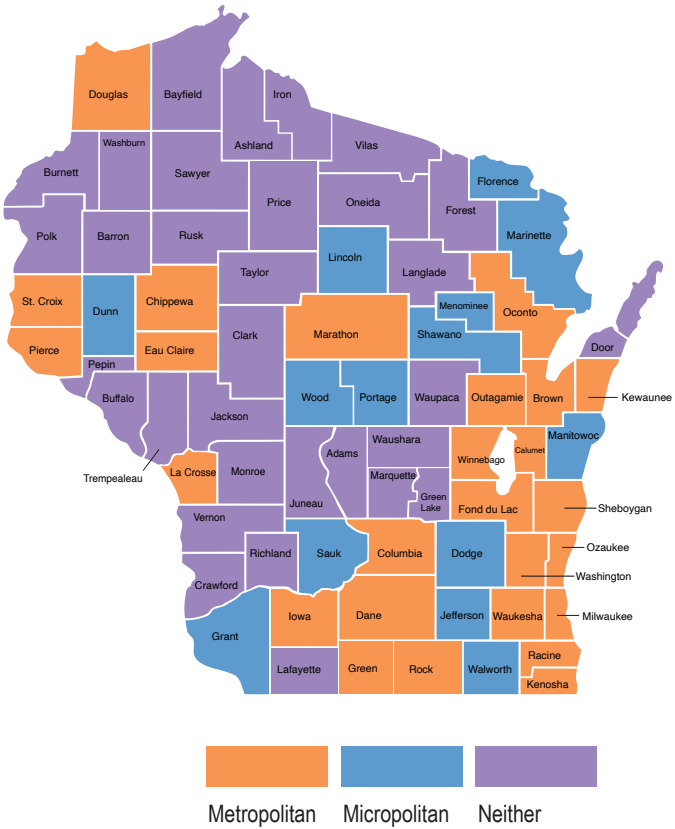 Douglas
Bayfield
Iron
Ashland
Vilas
Washburn
Burnett
Sawyer
Florence
Price
Oneida
Forest
Marinette
Polk
Barron
Rusk
Lincoln
Taylor
Langlade
St. Croix
Dunn
Chippewa
Menominee
Oconto
Clark
Marathon
Shawano
Pierce
Eau Claire
Door
Pepin
Buffalo
Wood
Portage
Waupaca
Outagamie
Brown
Kewaunee
Jackson
Manitowoc
Waushara
Adams
Calumet
Winnebago
Trempealeau
La Crosse
Monroe
Marquette
Green
Lake
Juneau
Fond du Lac
Sheboygan
Vernon
Richland
Sauk
Columbia
Dodge
Ozaukee
Washington
Crawford
Iowa
Dane
Jefferson
Waukesha
Milwaukee
Grant
Racine
Lafayette
Green
Rock
Walworth
Kenosha
Metropolitan
Micropolitan
Neither